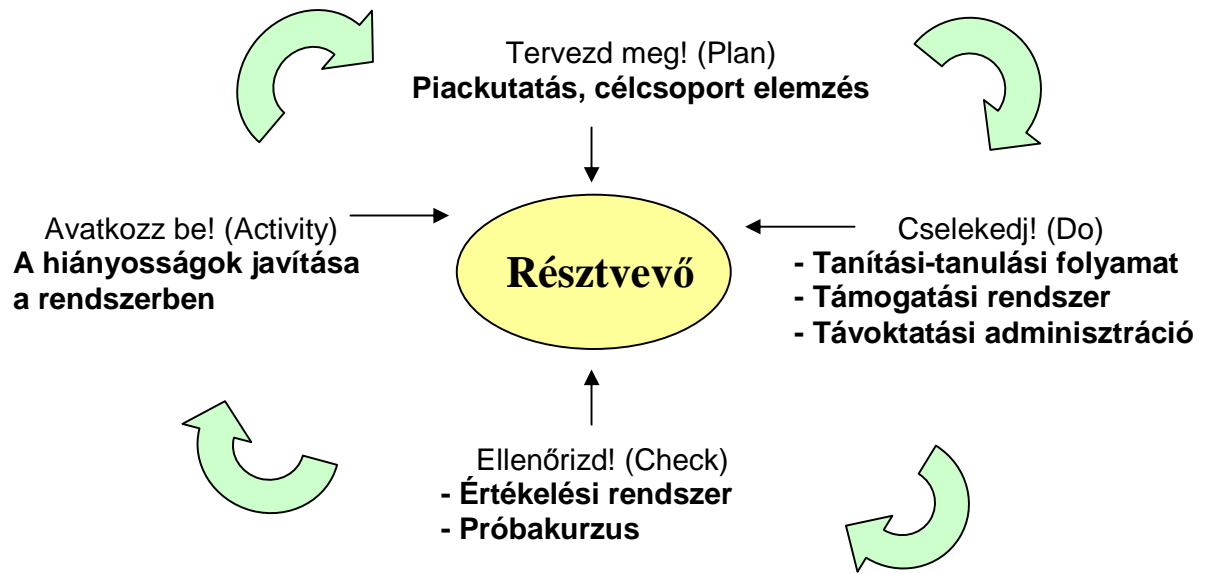 Tervezd meg! (Plan)
Piackutatás, célcsoport elemzés
Avatkozz be! (Activity)
A hiányosságok javítása
a rendszerben
Résztvevő
Cselekedj! (Do)
- Tanítási-tanulási folyamat
- Támogatási rendszer
- Távoktatási adminisztráció
Ellenőrizd! (Check)
- Értékelési rendszer
- Próbakurzus